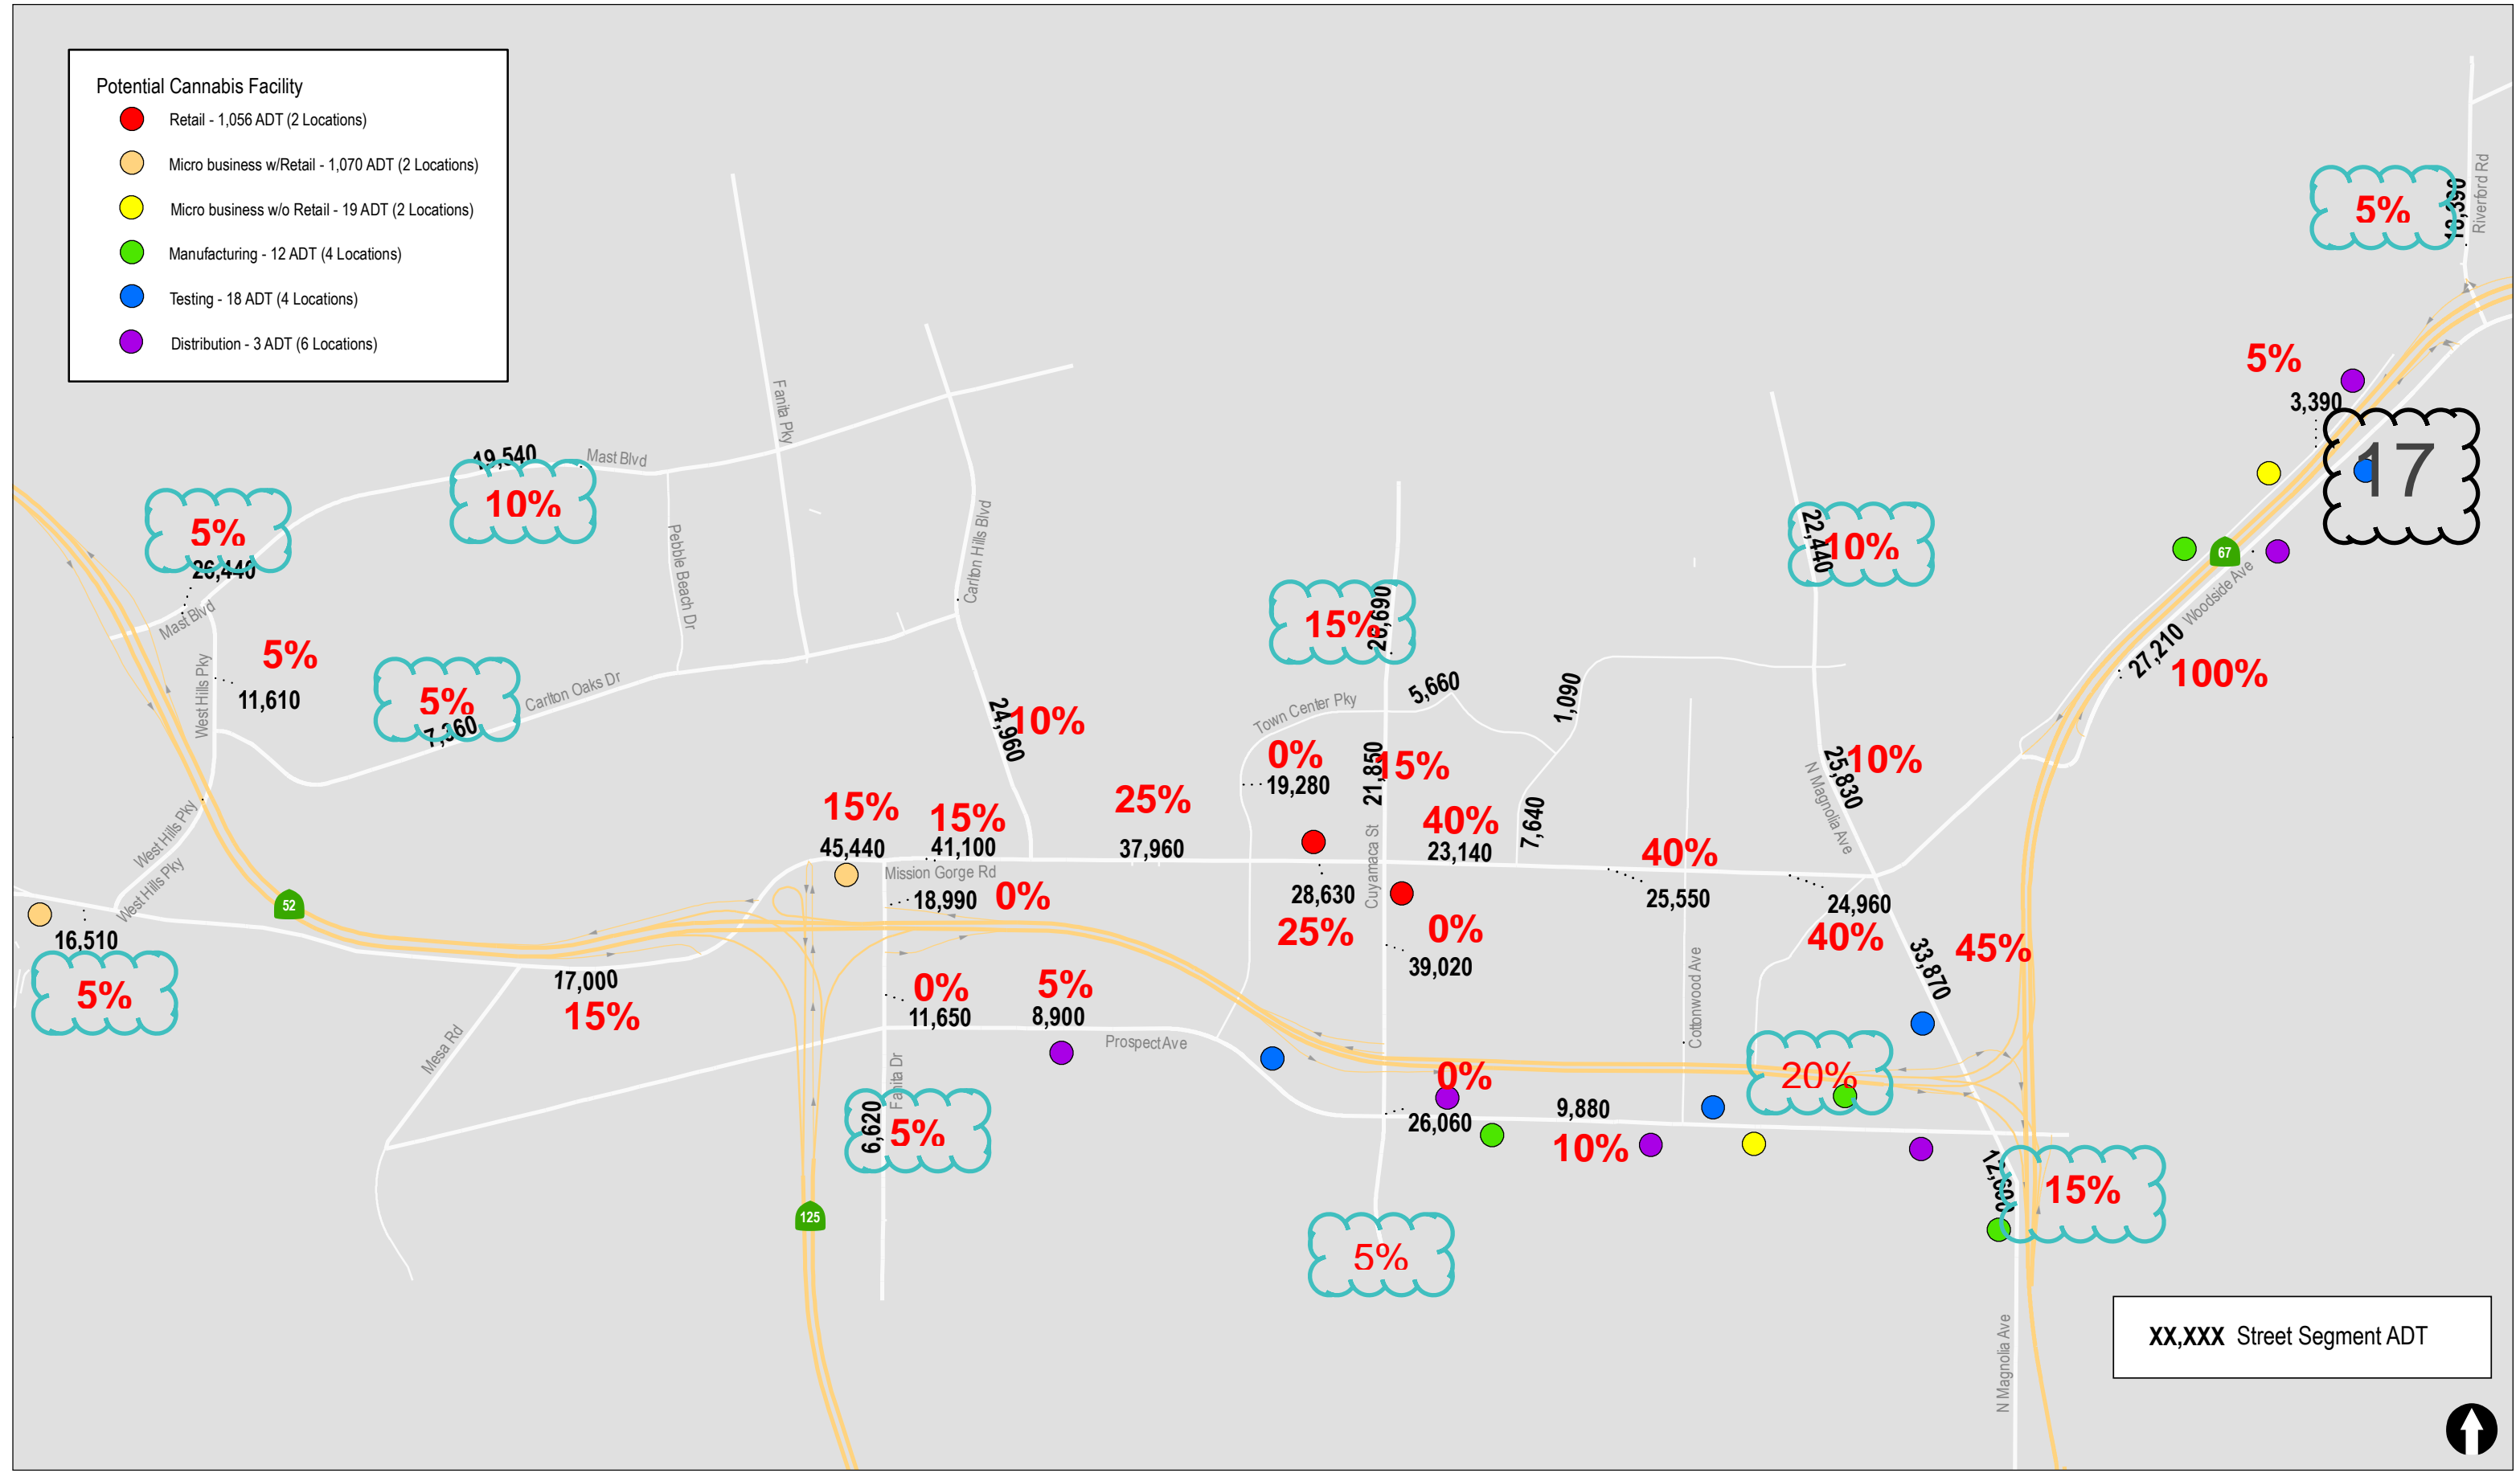 Potential Cannabis Facility
Retail - 1,056 ADT (2 Locations)
Micro business w/Retail - 1,070 ADT (2 Locations)
Micro business w/o Retail - 19 ADT (2 Locations)
Manufacturing - 12 ADT (4 Locations)
Testing - 18 ADT (4 Locations)
Distribution - 3 ADT (6 Locations)
5%
Riverford Rd
5%
3,390
17
Fanita Pky
19,540
Mast Blvd
10%
5%
26,440
Mast Blvd
Pebble Beach Dr
Carlton Hills Blvd
22,440
10%
67
Woodside Ave
27,210
100%
15%
5%
West Hills Pky
11,610
5%
7,360
Carlton Oaks Dr
24,960
10%
Town Center Pky
5,660
1,090
0%
19,280
21,850
15%
25,830
10%
N Magnolia Ave
West Hills Pky
West Hills Pky
15%
45,440
15%
41,100
25%
37,960
40%
23,140
7,640
40%
25,550
24,960
40%
Mission Gorge Rd
18,990
0%
28,630
25%
Cuyamaca St
0%
39,020
33,870
45%
52
16,510
5%
17,000
15%
0%
11,650
5%
8,900
Prospect Ave
Cottonwood Ave
Mesa Rd
Fanita Dr
6,620
5%
0%
26,060
9,880
10%
20%
15%
125
5%
N Magnolia Ave
XX,XXX Street Segment ADT